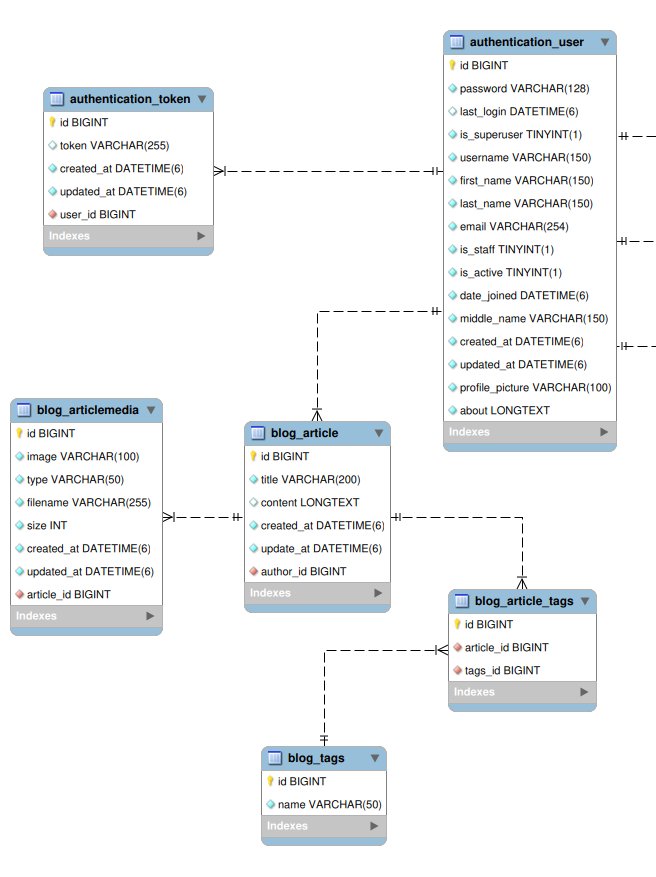 authentication_user
id BIGINT
password VARCHAR(128)
last_login DATETIME(6)
is_superuser TINYINT(1)
username VARCHAR(150)
first_name VARCHAR(150)
last_name VARCHAR(150)
email VARCHAR(254)
is_staff TINYINT(1)
is_active TINYINT(1)
date_joined DATETIME(6)
middle_name VARCHAR(150)
created_at DATETIME(6)
updated_at DATETIME(6)
profile_picture VARCHAR(100)
about LONGTEXT
Indexes
authentication_token
id BIGINT
token VARCHAR(255)
created_at DATETIME(6)
updated_at DATETIME(6)
user_id BIGINT
Indexes
blog_articlemedia
id BIGINT
image VARCHAR(100)
type VARCHAR(50)
filename VARCHAR(255)
size INT
created_at DATETIME(6)
updated_at DATETIME(6)
article_id BIGINT
Indexes
blog_article
id BIGINT
title VARCHAR(200)
content LONGTEXT
created_at DATETIME(6)
update_at DATETIME(6)
author_id BIGINT
Indexes
blog_article_tags
id BIGINT
article_id BIGINT
tags_id BIGINT
Indexes
blog_tags
id BIGINT
name VARCHAR(50)
Indexes